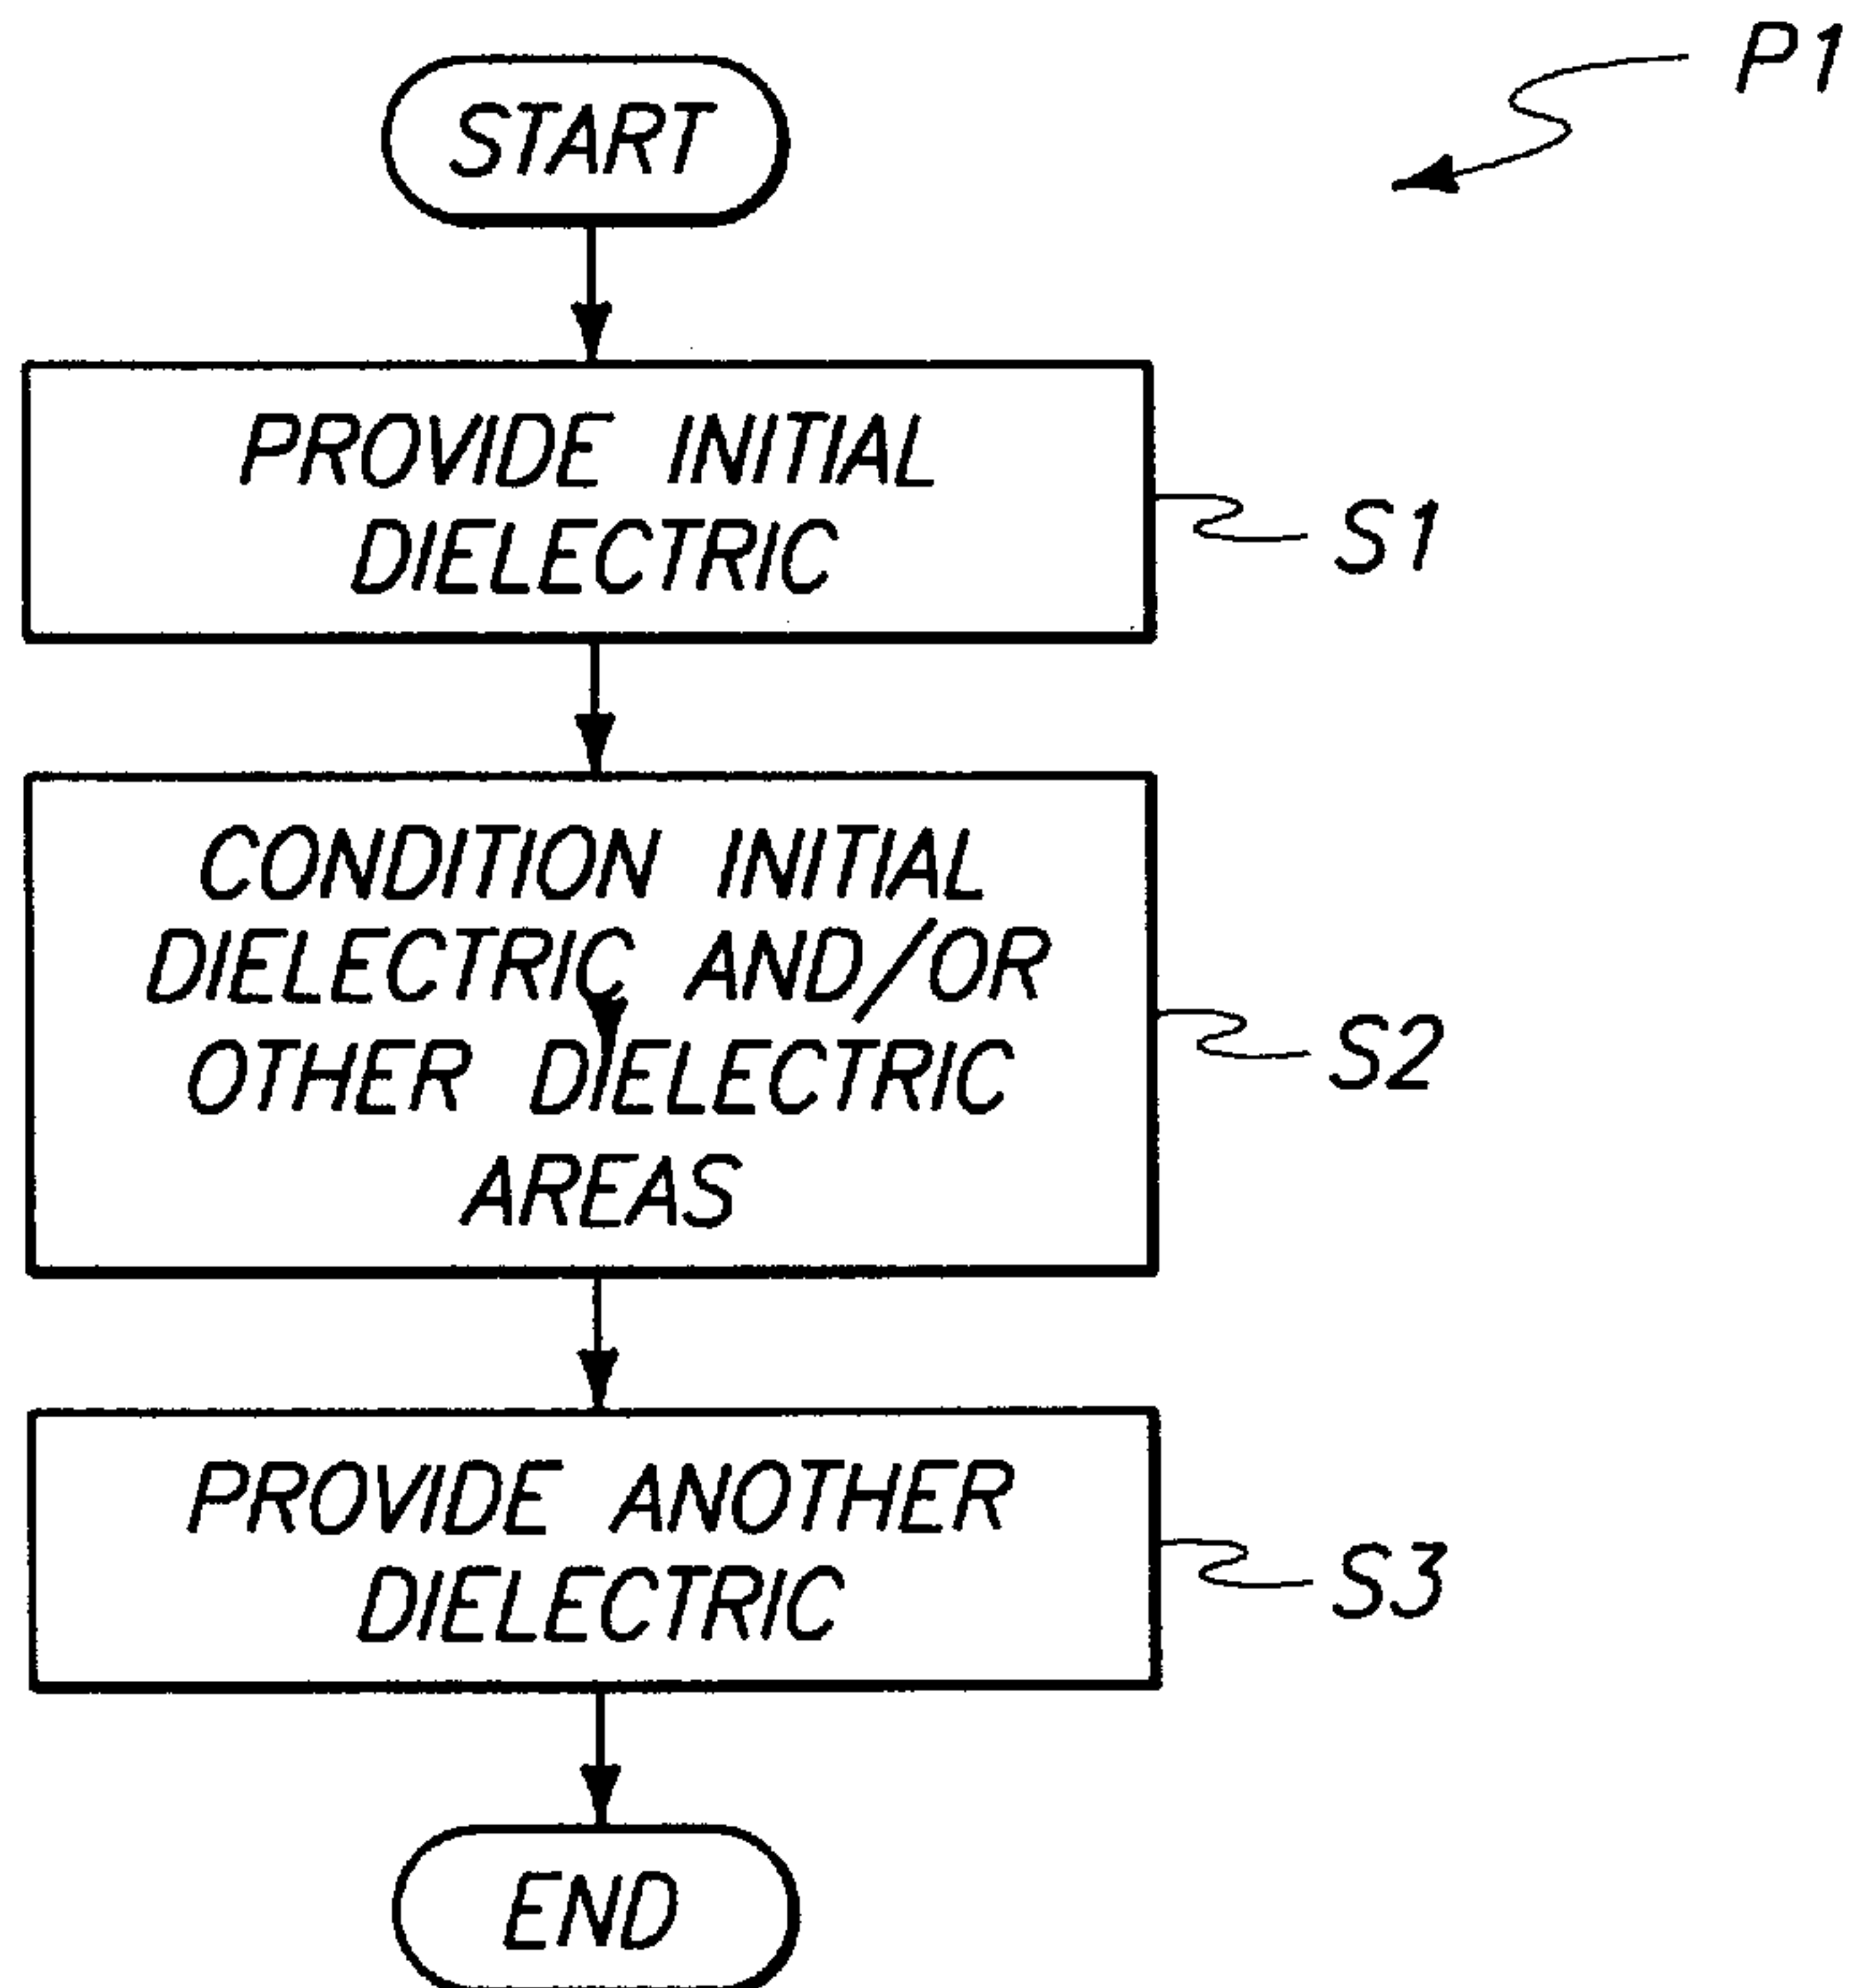 P1
START
PROVIDE INITIAL
DIELECTRIC
S1
CONDITION INITIAL
DIELECTRIC AND/OR
OTHER DIELECTRIC
AREAS
S2
PROVIDE ANOTHER
DIELECTRIC
S3
END